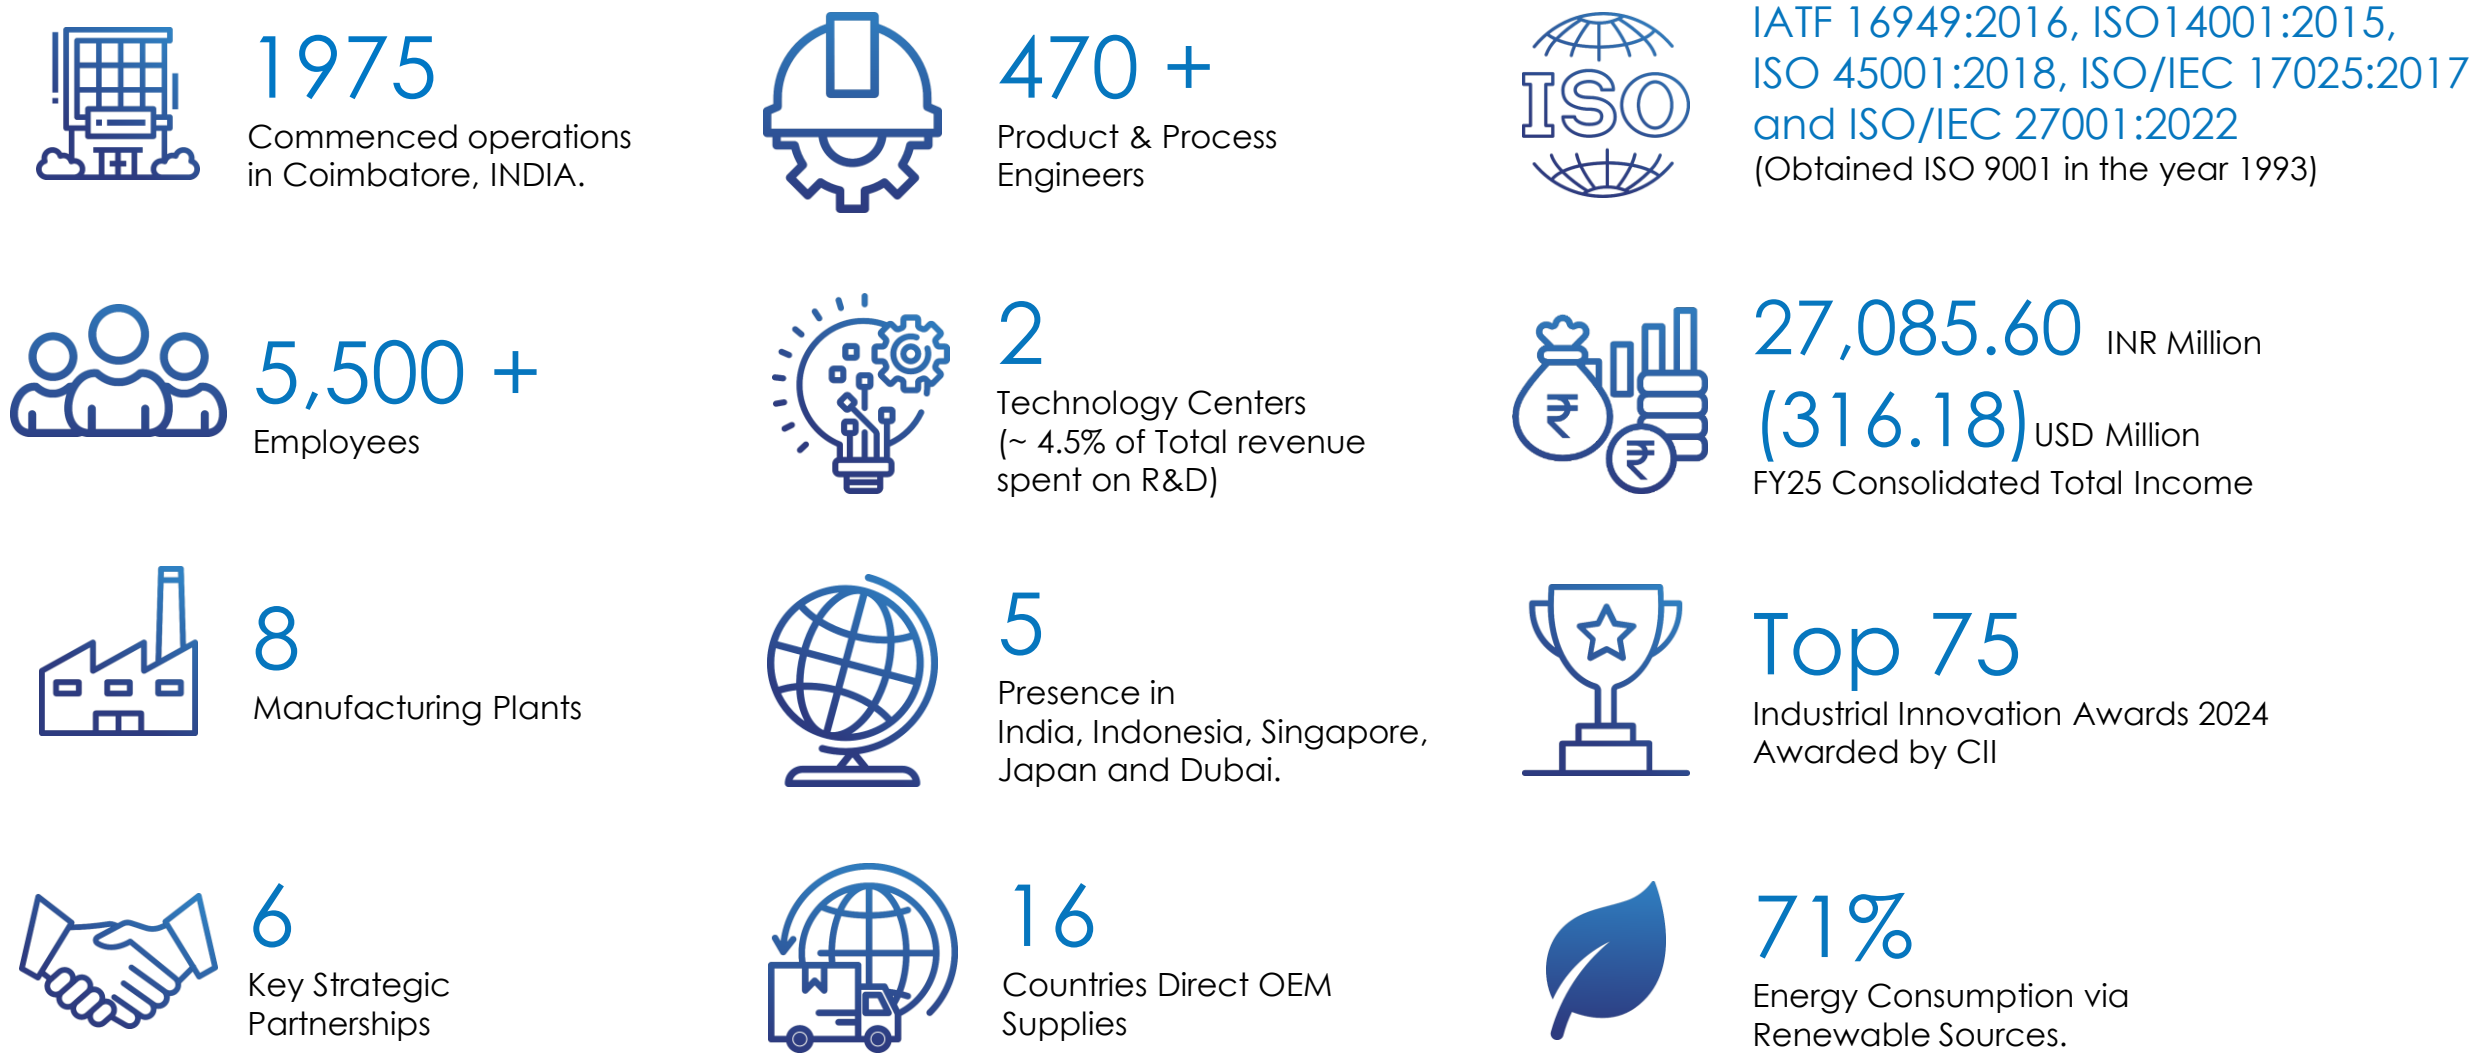 1975
Commenced operations
in Coimbatore, INDIA.
470 +
Product & Process
Engineers
ISO
IATF 16949:2016, ISO14001:2015,
ISO 45001:2018, ISO/IEC 17025:2017
and ISO/IEC 27001:2022
(Obtained ISO 9001 in the year 1993)
5,500 +
Employees
2
Technology Centers
(~ 4.5% of Total revenue
spent on R&D)
₹
₹
27,085.60 INR Million
(316.18) USD Million
FY25 Consolidated Total Income
8
Manufacturing Plants
5
Presence in
India, Indonesia, Singapore,
Japan and Dubai.
Top 75
Industrial Innovation Awards 2024
Awarded by CII
6
Key Strategic
Partnerships
16
Countries Direct OEM
Supplies
71%
Energy Consumption via
Renewable Sources.